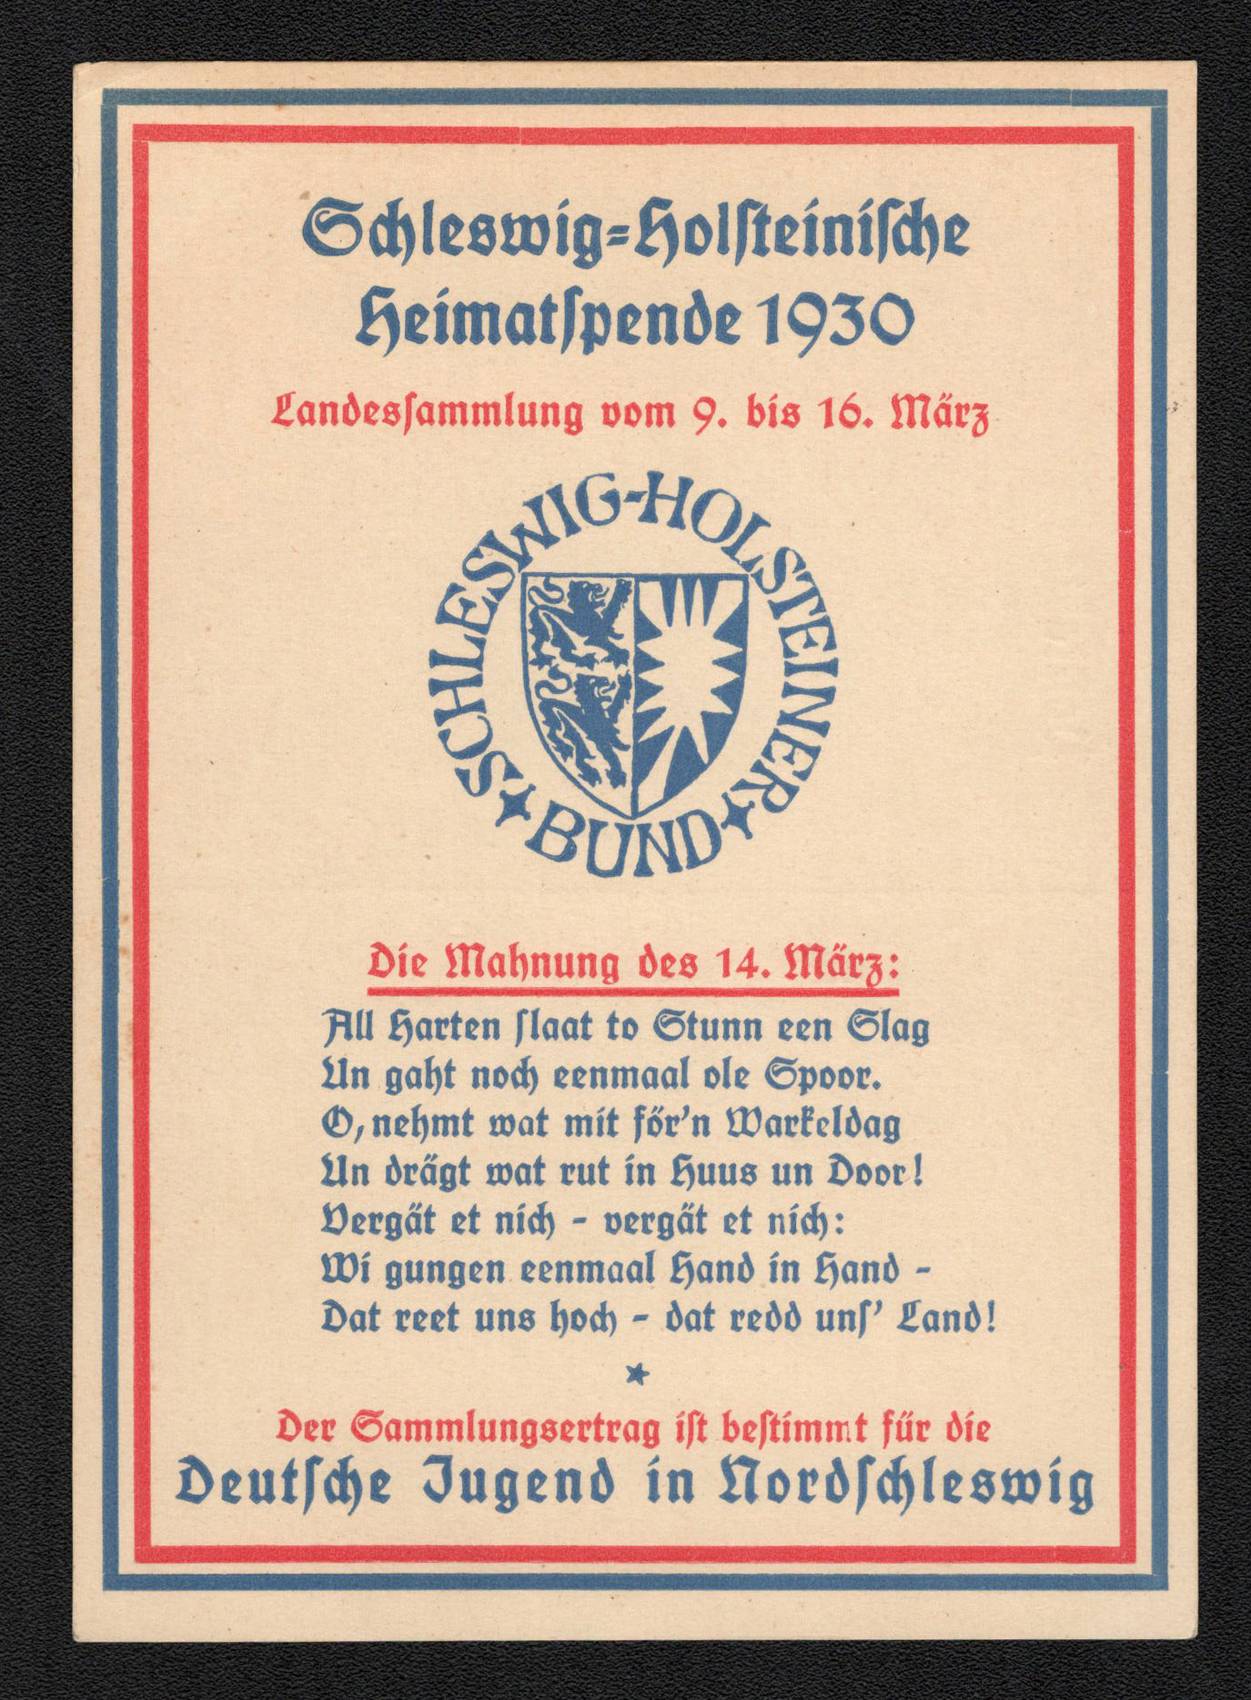 Schleswig=Holsteinische
Heimatspende 1930
Landessammlung vom 9. bis 16. März
SCHLESWIG-HOLSTEINER
BUND
Die Mahnung des 14. März:
All Harten slaat to Stunn een Slag
Un gaht noch eenmaal ole Spoor.
O, nehmt wat mit för'n Warkeldag
Un drägt wat rut in Huus un Door!
Vergät et nich - vergät et nich:
Wi gungen eenmaal Hand in Hand -
Dat reet uns hoch - dat redd uns' Land!
Der Sammlungsertrag ist bestimmt für die
Deutsche Jugend in Nordschleswig